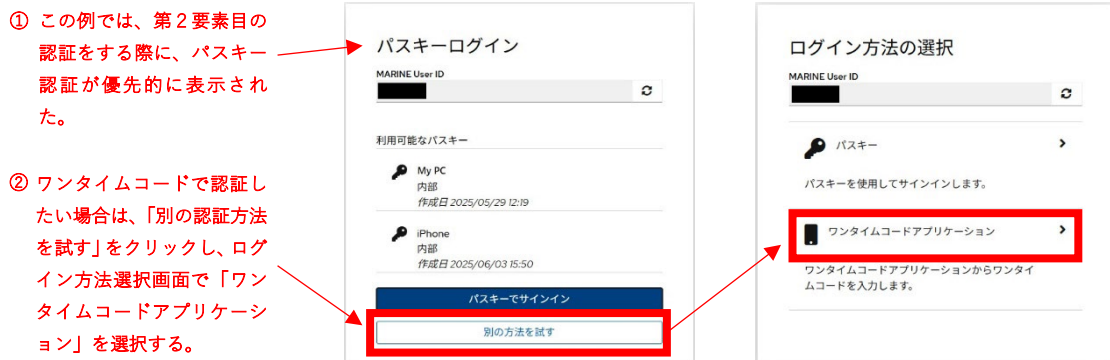 ① この例では、第２要素目の
認証をする際に、パスキー
認証が優先的に表示され
た。
② ワンタイムコードで認証し
たい場合は、「別の認証方法
を試す」をクリックし、ログ
イン方法選択画面で「ワン
タイムコードアプリケーシ
ョン」を選択する。
パスキーログイン
MARINE User ID
利用可能なパスキー
My PC
内部
作成日 2025/05/29 12:19
iPhone
内部
作成日 2025/06/03 15:50
パスキーでサインイン
別の方法を試す
ログイン方法の選択
MARINE User ID
パスキー
パスキーを使用してサインインします。
ワンタイムコードアプリケーション
ワンタイムコードアプリケーションからワンタイ
ムコードを入力します。